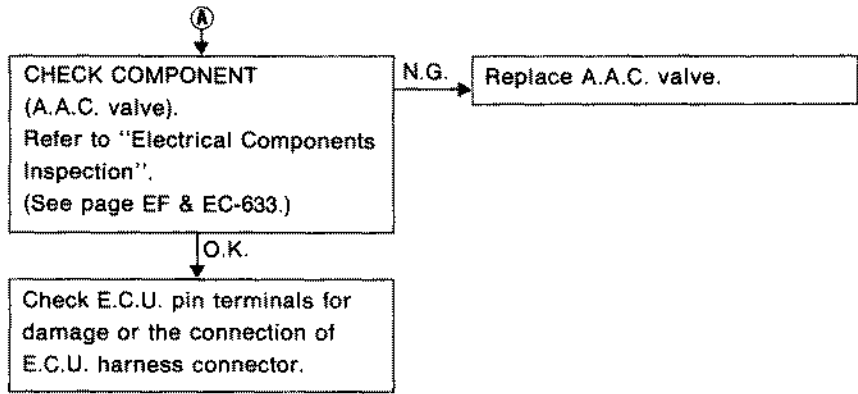 A
CHECK COMPONENT
(A.A.C. valve).
Refer to "Electrical Components
Inspection".
(See page EF & EC-633.)
N.G.
Replace A.A.C. valve.
O.K.
Check E.C.U. pin terminals for
damage or the connection of
E.C.U. harness connector.